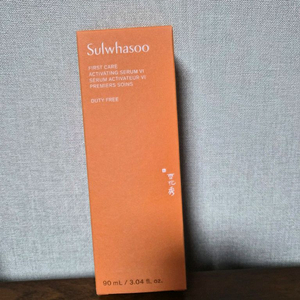 Sulwhasoo
FIRST CARE
ACTIVATING SERUM VI
SÉRUM ACTIVATEUR VI
PREMIERS SOINS
DUTY FREE
90 mL / 3.04 fl. oz.